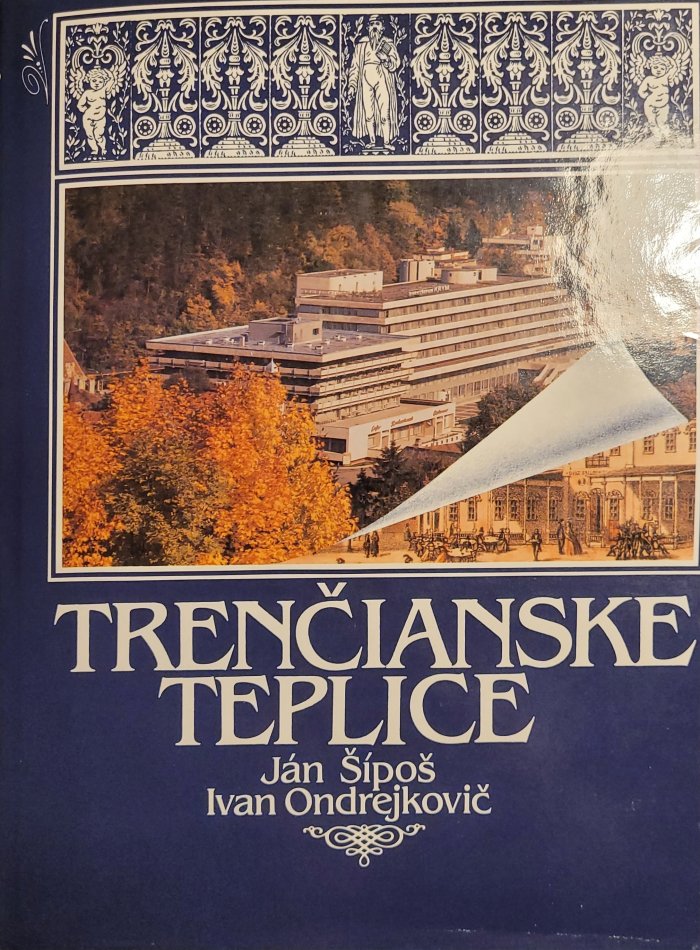 TRENČIANSKE
TEPLICE
Ján Šípoš
Ivan Ondrejkovič